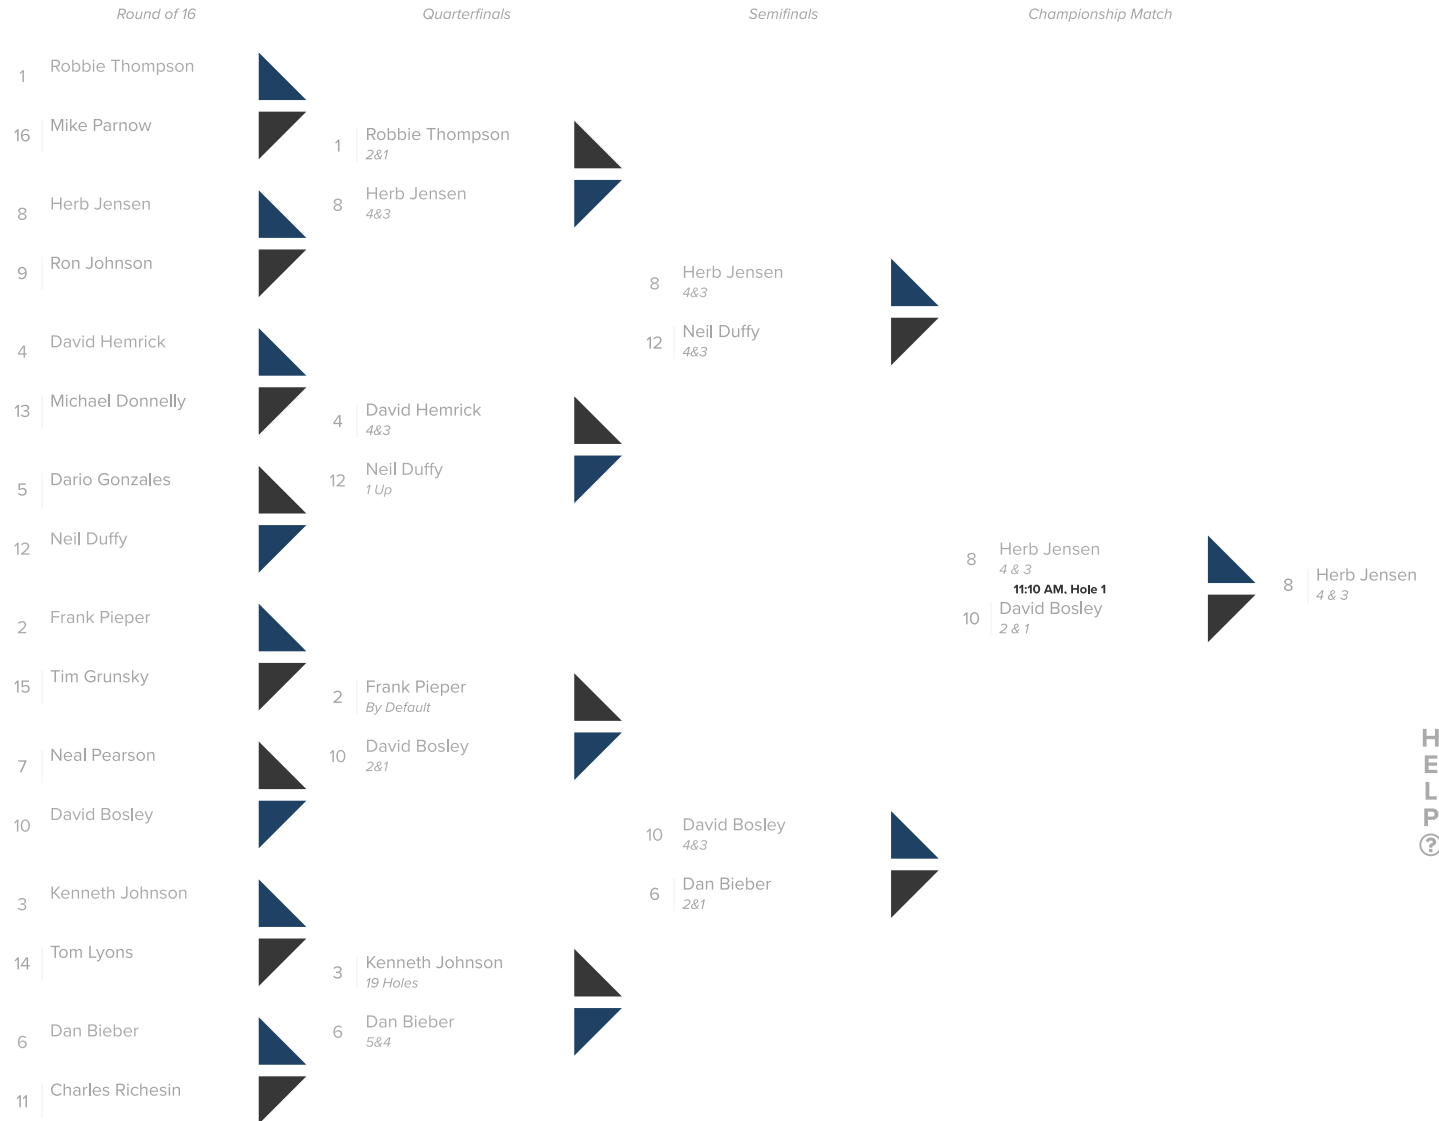 Round of 16
Quarterfinals
Semifinals
Championship Match
1 Robbie Thompson
16 Mike Parnow
8 Herb Jensen
9 Ron Johnson
4 David Hemrick
13 Michael Donnelly
5 Dario Gonzales
12 Neil Duffy
2 Frank Pieper
15 Tim Grunsky
7 Neal Pearson
10 David Bosley
3 Kenneth Johnson
14 Tom Lyons
6 Dan Bieber
11 Charles Richesin
1 Robbie Thompson
2&1
8 Herb Jensen
4&3
4 David Hemrick
4&3
12 Neil Duffy
1 Up
2 Frank Pieper
By Default
10 David Bosley
2&1
3 Kenneth Johnson
19 Holes
6 Dan Bieber
5&4
8 Herb Jensen
4&3
12 Neil Duffy
4&3
10 David Bosley
4&3
6 Dan Bieber
2&1
8 Herb Jensen
4 & 3
11:10 AM, Hole 1
10 David Bosley
2 & 1
8 Herb Jensen
4 & 3
H
E
L
P
?